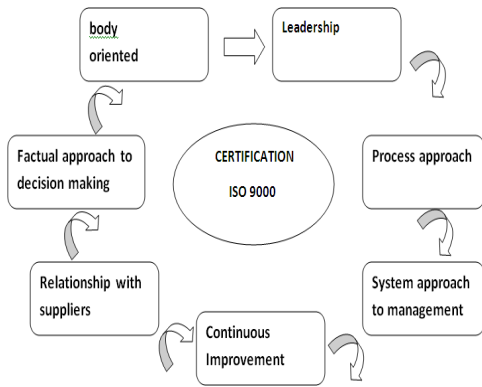 body
oriented
Leadership
Factual approach to
decision making
CERTIFICATION
ISO 9000
Process approach
Relationship with
suppliers
System approach
to management
Continuous
Improvement